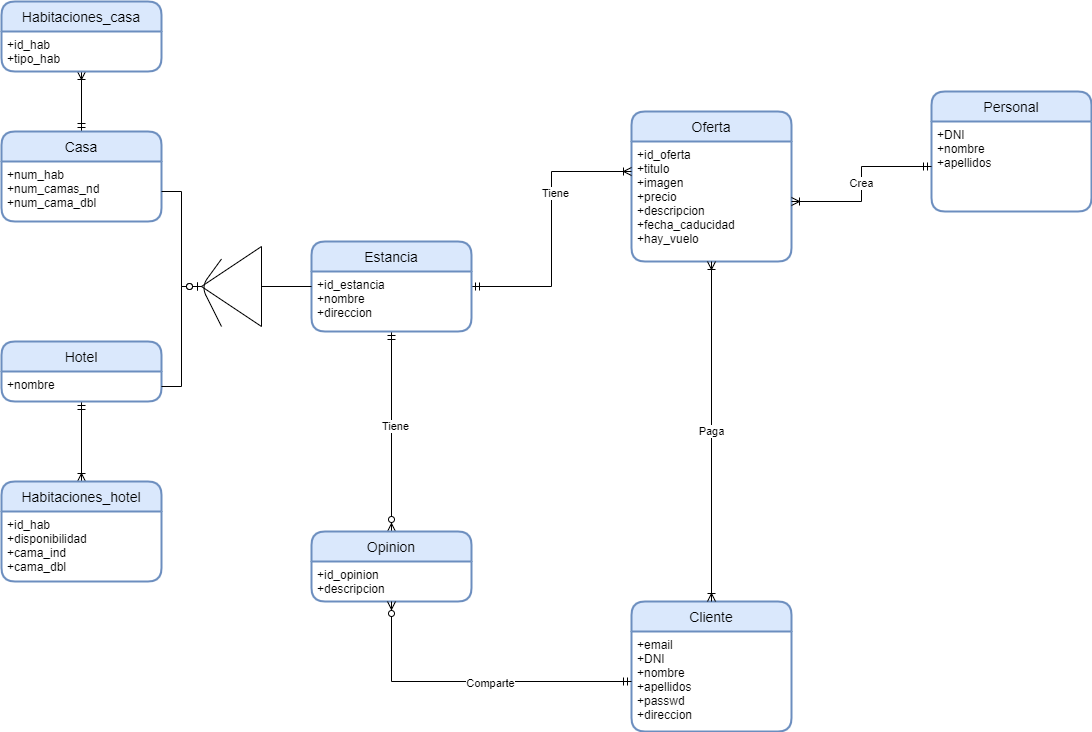 Habitaciones_casa
+id_hab
+tipo_hab
Casa
+num_hab
+num_camas_nd
+num_cama_dbl
Hotel
+nombre
Habitaciones_hotel
+id_hab
+disponibilidad
+cama_ind
+cama_dbl
Estancia
+id_estancia
+nombre
+direccion
Tiene
Opinion
+id_opinion
+descripcion
Comparte
Tiene
Oferta
+id_oferta
+titulo
+imagen
+precio
+descripcion
+fecha_caducidad
+hay_vuelo
Paga
Cliente
+email
+DNI
+nombre
+apellidos
+passwd
+direccion
Crea
Personal
+DNI
+nombre
+apellidos